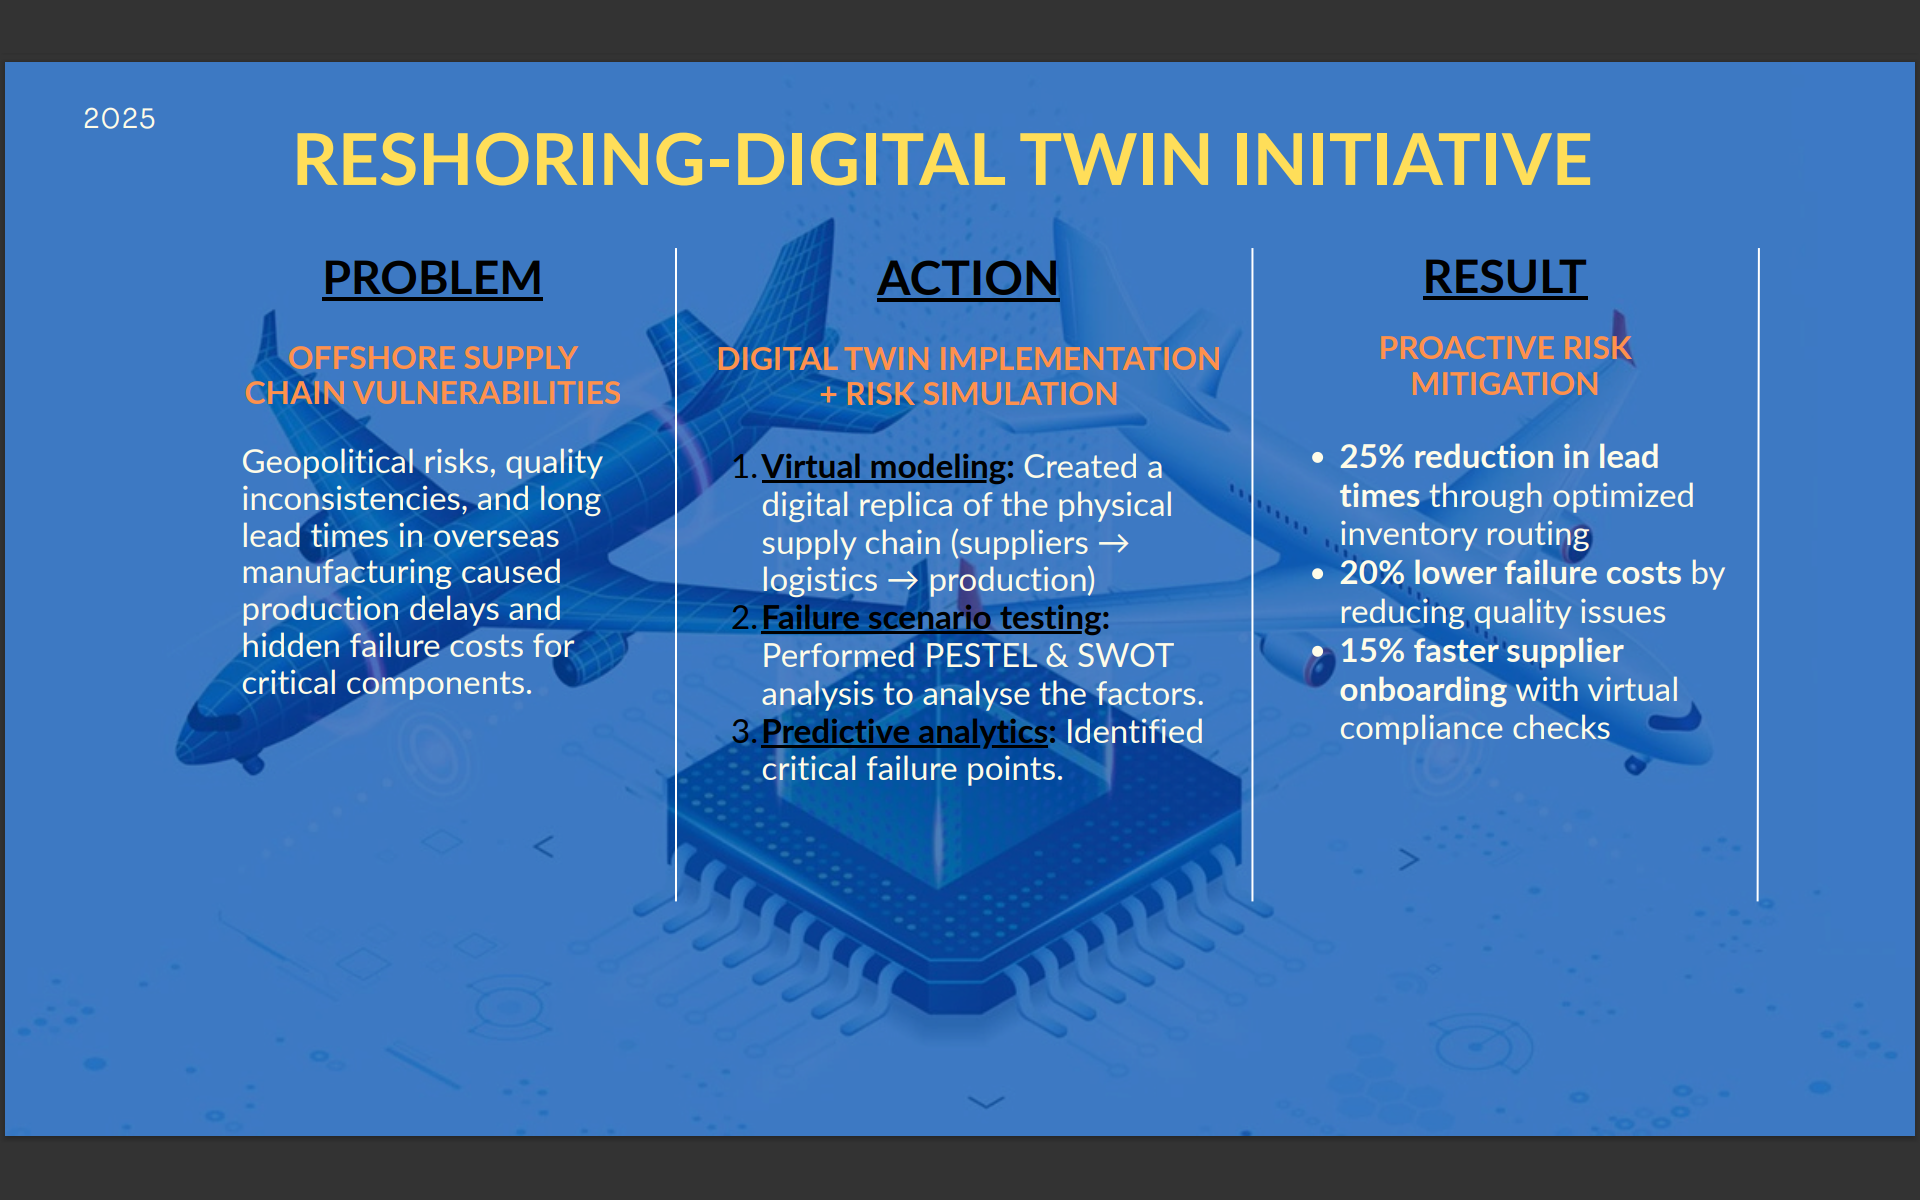 2025
RESHORING-DIGITAL TWIN INITIATIVE
PROBLEM
OFFSHORE SUPPLY
CHAIN VULNERABILITIES
Geopolitical risks, quality
inconsistencies, and long
lead times in overseas
manufacturing caused
production delays and
hidden failure costs for
critical components.
ACTION
DIGITAL TWIN IMPLEMENTATION
+ RISK SIMULATION
1. Virtual modeling: Created a
digital replica of the physical
supply chain (suppliers →
logistics → production)
2. Failure scenario testing:
Performed PESTEL & SWOT
analysis to analyse the factors.
3. Predictive analytics: Identified
critical failure points.
RESULT
PROACTIVE RISK
MITIGATION
• 25% reduction in lead
times through optimized
inventory routing
• 20% lower failure costs by
reducing quality issues
• 15% faster supplier
onboarding with virtual
compliance checks